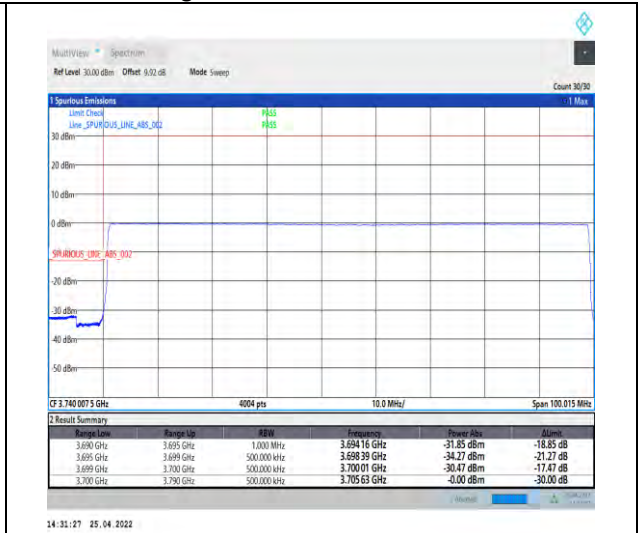 MultiView Spectrum
Ref Level 30.00 dBm Offset 9.92 dB Mode Sweep
Count 30/30
1 Spurious Emissions 1 Max
Limit Check PASS
Line _SPURIOUS_LINE_ABS_002 PASS
30 dBm
20 dBm
10 dBm
0 dBm
SPURIOUS_LINE_ABS_002
-20 dBm
-30 dBm
-40 dBm
-50 dBm
CF 3.740 007 5 GHz 4004 pts 10.0 MHz/ Span 100.015 MHz
2 Result Summary
Range Low Range Up RBW Frequency Power Abs ΔLimit
3.690 GHz 3.695 GHz 1.000 MHz 3.694 16 GHz -31.85 dBm -18.85 dB
3.695 GHz 3.699 GHz 500.000 kHz 3.698 39 GHz -34.27 dBm -21.27 dB
3.699 GHz 3.700 GHz 500.000 kHz 3.700 01 GHz -30.47 dBm -17.47 dB
3.700 GHz 3.790 GHz 500.000 kHz 3.705 63 GHz -0.00 dBm -30.00 dB
14:31:27 25.04.2022